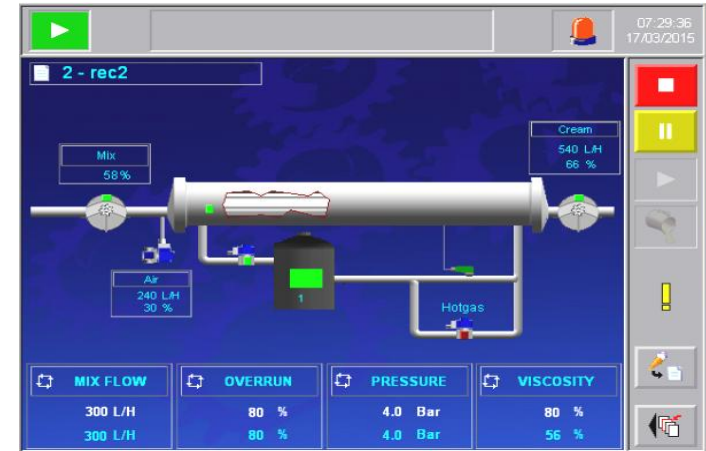 07:29:36
17/03/2015
2 - rec2
Cream
540 L/H
66 %
Mix
58%
Air
240 L/H
30 %
1
Hotgas
MIX FLOW
300 L/H
300 L/H
OVERRUN
80 %
80 %
PRESSURE
4.0 Bar
4.0 Bar
VISCOSITY
80 %
56 %